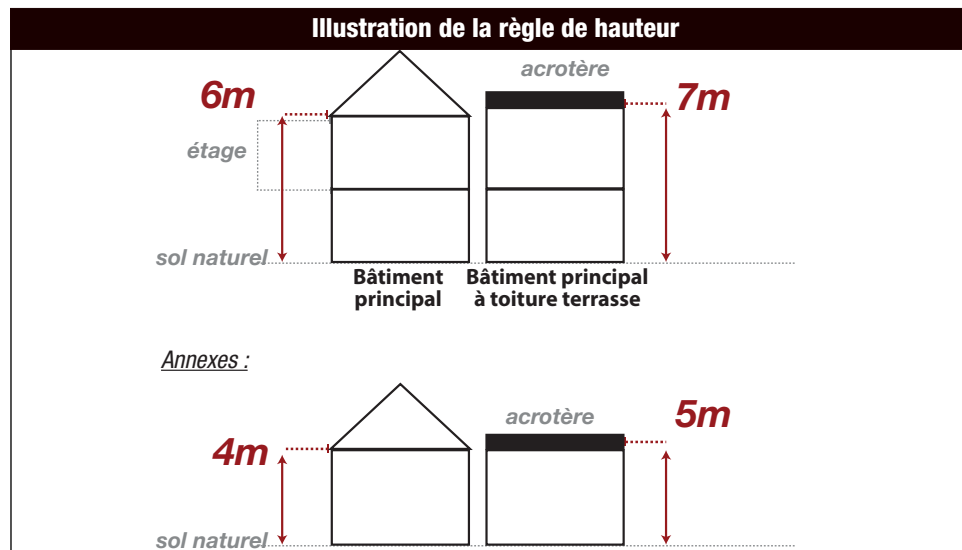 Illustration de la règle de hauteur
acrotère
6m
7m
étage
sol naturel
Bâtiment principal
Bâtiment principal à toiture terrasse
Annexes :
acrotère
5m
4m
sol naturel